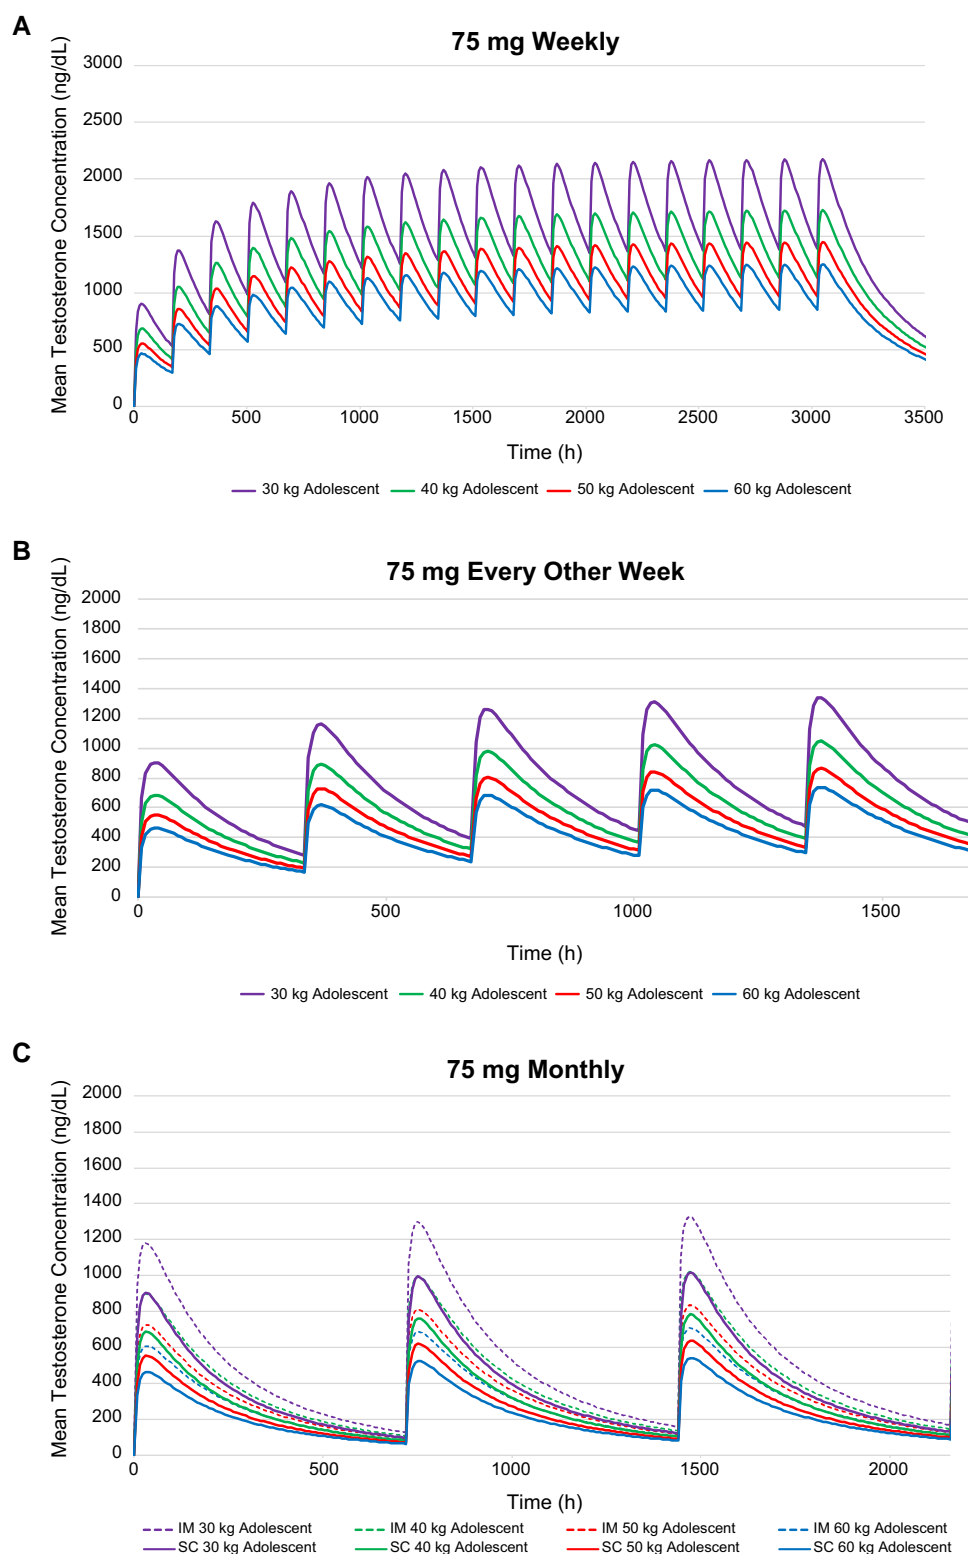 A
75 mg Weekly
Mean Testosterone Concentration (ng/dL)
3000
2500
2000
1500
1000
500
0
0 500 1000 1500 2000 2500 3000 3500
Time (h)
30 kg Adolescent 40 kg Adolescent 50 kg Adolescent 60 kg Adolescent
B
75 mg Every Other Week
Mean Testosterone Concentration (ng/dL)
2000
1800
1600
1400
1200
1000
800
600
400
200
0
0 500 1000 1500
Time (h)
30 kg Adolescent 40 kg Adolescent 50 kg Adolescent 60 kg Adolescent
C
75 mg Monthly
Mean Testosterone Concentration (ng/dL)
2000
1800
1600
1400
1200
1000
800
600
400
200
0
0 500 1000 1500 2000
Time (h)
IM 30 kg Adolescent IM 40 kg Adolescent IM 50 kg Adolescent IM 60 kg Adolescent
SC 30 kg Adolescent SC 40 kg Adolescent SC 50 kg Adolescent SC 60 kg Adolescent